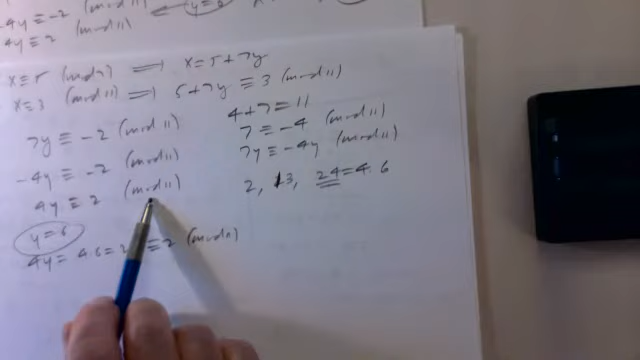 -4y ≡ -2 (mod 11)
4y ≡ 2 (mod 11)
y=6
x≡5 (mod 7) ⟹ x=5+7y
x≡3 (mod 11) ⟹ 5+7y ≡ 3 (mod 11)
7y ≡ -2 (mod 11)
-4y ≡ -2 (mod 11)
4y ≡ 2 (mod 11)
y=6
4y = 4.6=2 ≡ 2 (mod 11)
4+7=11
7 ≡ -4 (mod 11)
7y ≡ -4y (mod 11)
2, 13, 24=4.6